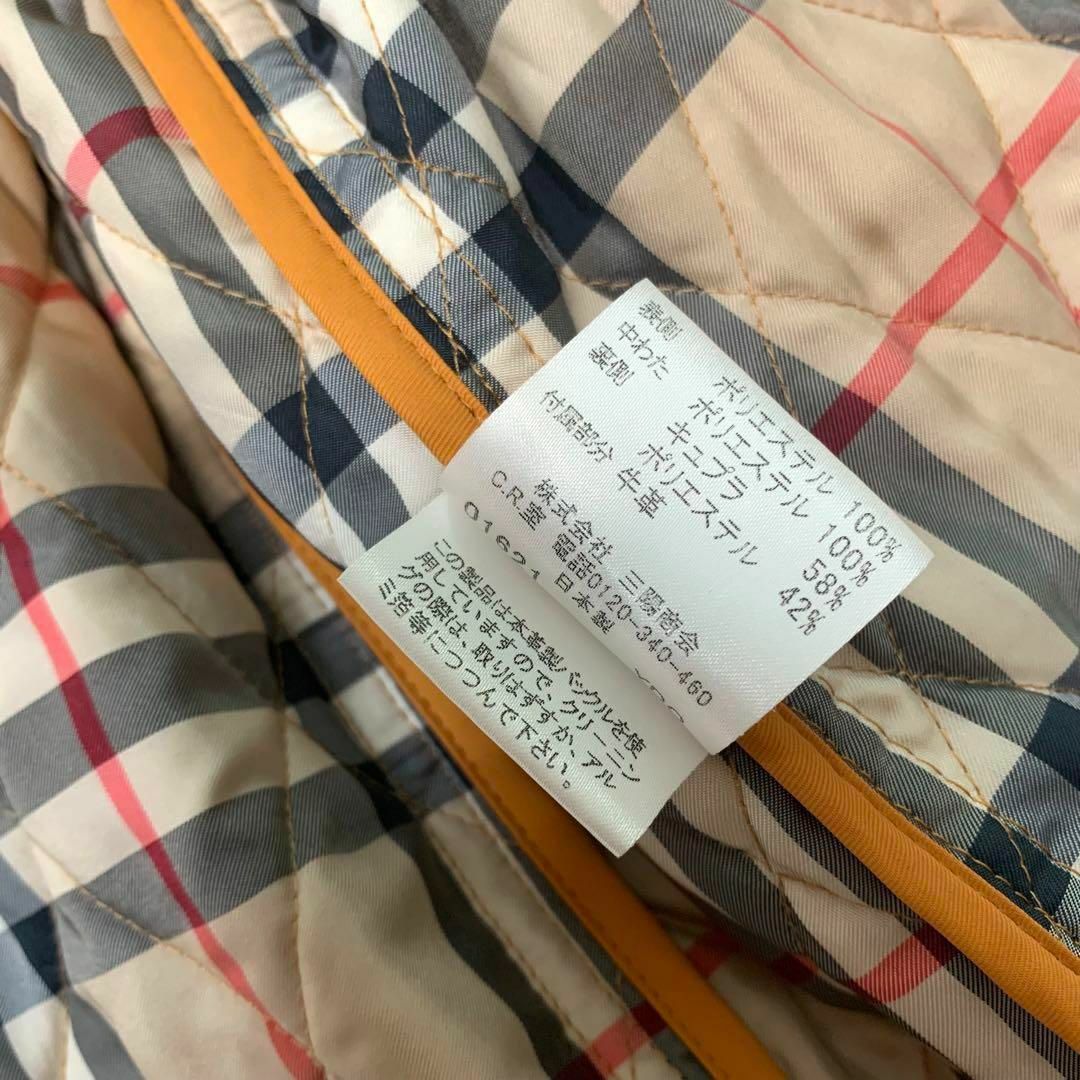 表側 ポリエステル 100%
中わた ポリエステル 100%
裏側 キュプラ 58%
ポリエステル 42%
付属部分 牛革
株式会社 三陽商会
C.R.室 電話0120-340-460
01621 日本製
この製品は本革製バックルを使
用していますので、クリーニン
グの際は、取りはずすか、アル
ミ箔等につつんで下さい。